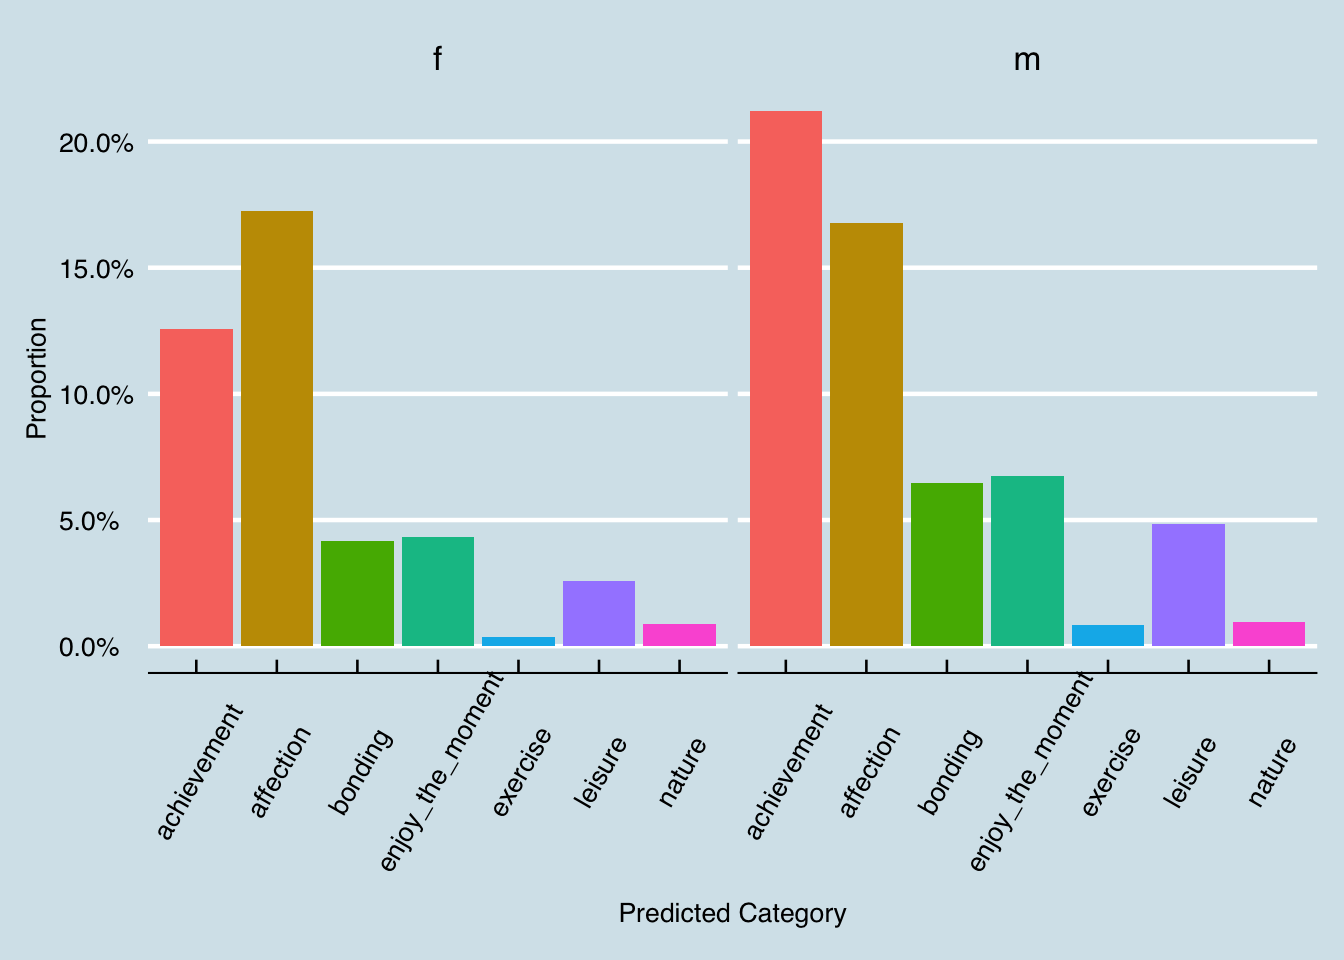 f
m
20.0%
15.0%
10.0%
5.0%
0.0%
Proportion
achievement
affection
bonding
enjoy_the_moment
exercise
leisure
nature
achievement
affection
bonding
enjoy_the_moment
exercise
leisure
nature
Predicted Category